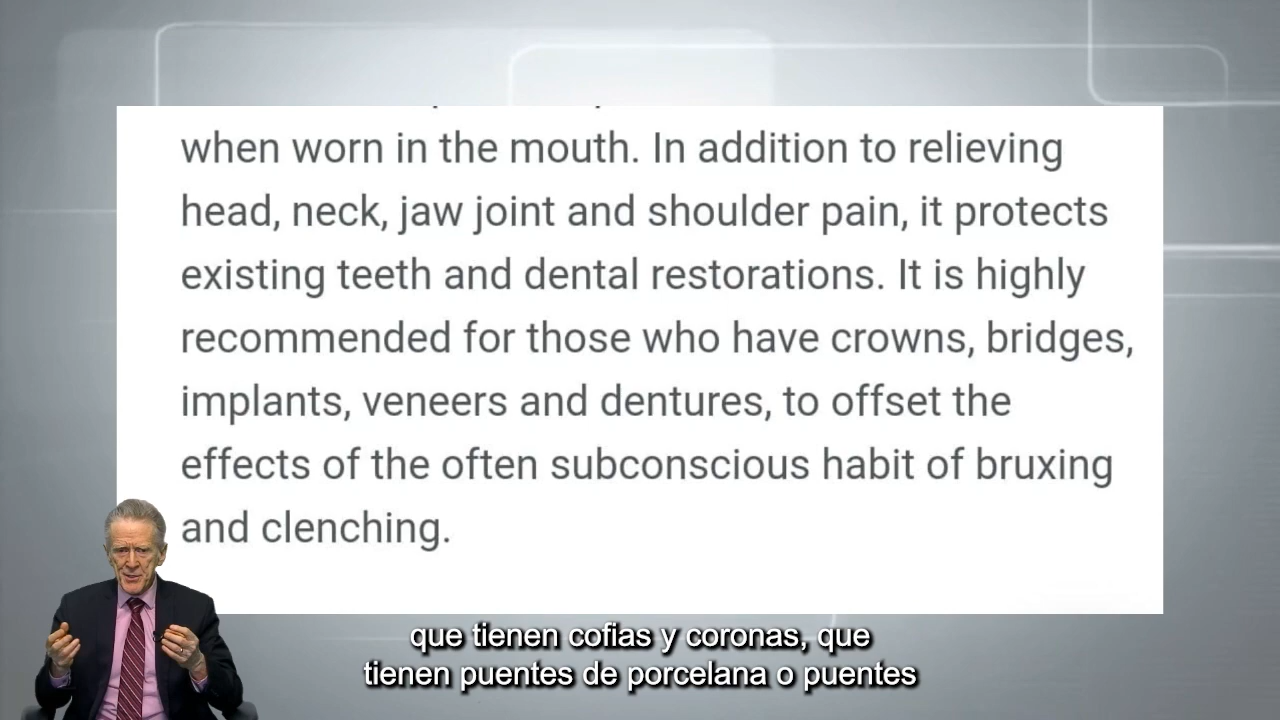 when worn in the mouth. In addition to relieving
head, neck, jaw joint and shoulder pain, it protects
existing teeth and dental restorations. It is highly
recommended for those who have crowns, bridges,
implants, veneers and dentures, to offset the
effects of the often subconscious habit of bruxing
and clenching.
que tienen cofias y coronas, que
tienen puentes de porcelana o puentes